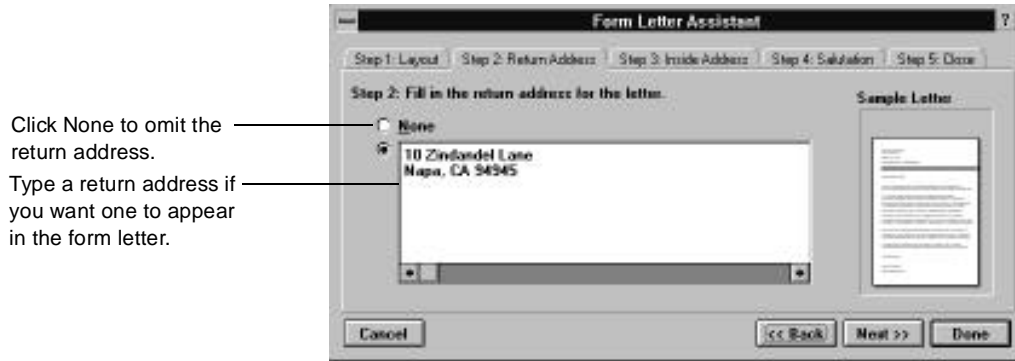 Form Letter Assistant ?
Step 1: Layout Step 2: Return Address Step 3: Inside Address Step 4: Salutation Step 5: Close
Step 2: Fill in the return address for the letter.
Sample Letter
Click None to omit the
return address.
None
Type a return address if
you want one to appear
in the form letter.
10 Zindandel Lane
Napa, CA 94945
Cancel
<< Back
Next >>
Done